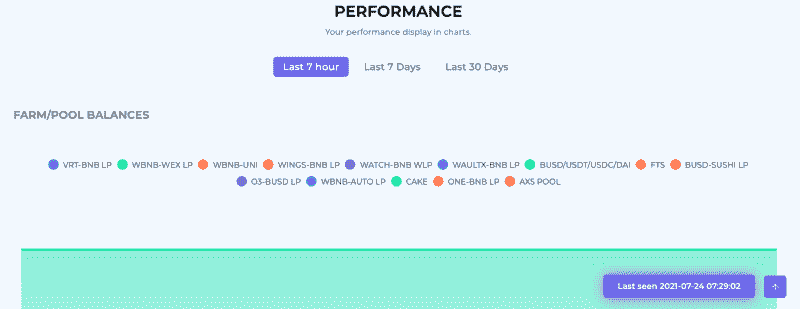 PERFORMANCE
Your performance display in charts.
Last 7 hour Last 7 Days Last 30 Days
FARM/POOL BALANCES
VRT-BNB LP WBNB-WEX LP WBNB-UNI WINGS-BNB LP WATCH-BNB WLP WAULTX-BNB LP BUSD/USDT/USDC/DAI FTS BUSD-SUSHI LP
O3-BUSD LP WBNB-AUTO LP CAKE ONE-BNB LP AXS POOL
Last seen 2021-07-24 07:29:02